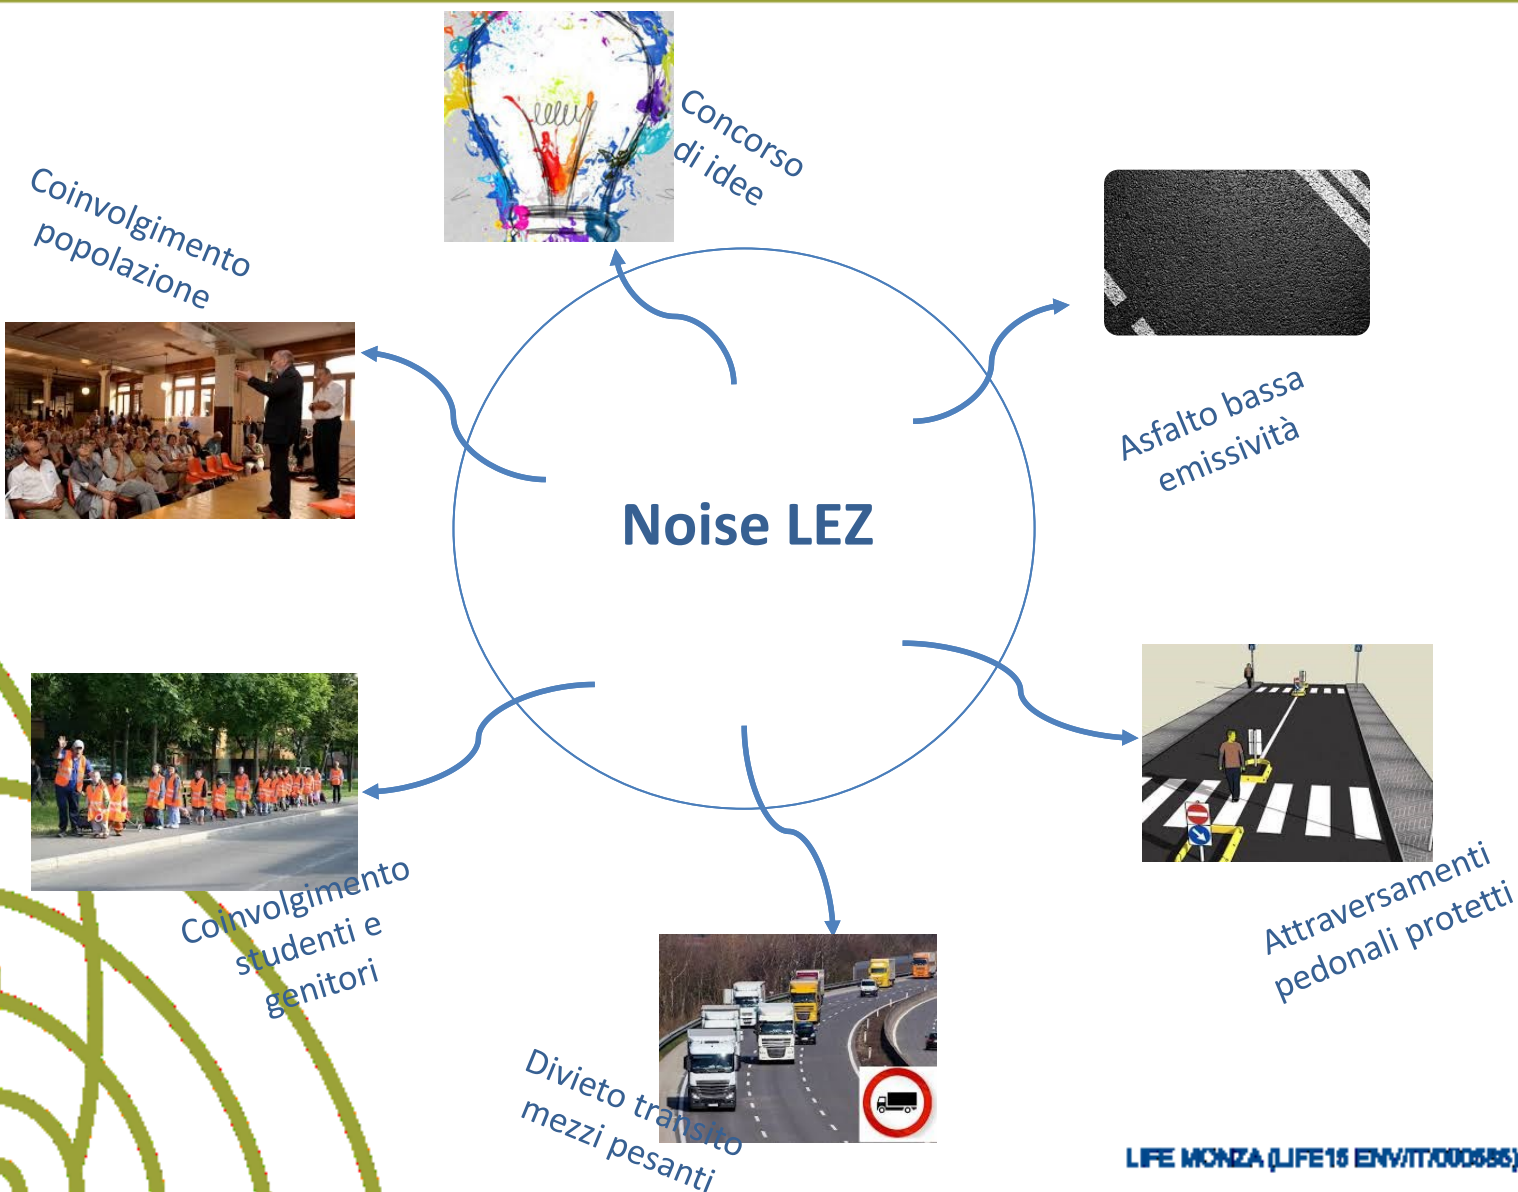 Concorso
di idee
Coinvolgimento
popolazione
Asfalto bassa
emissività
Noise LEZ
Attraversamenti
pedonali protetti
Coinvolgimento
studenti e
genitori
Divieto transito
mezzi pesanti
LIFE MONZA (LIFE15 ENV/IT/000586)